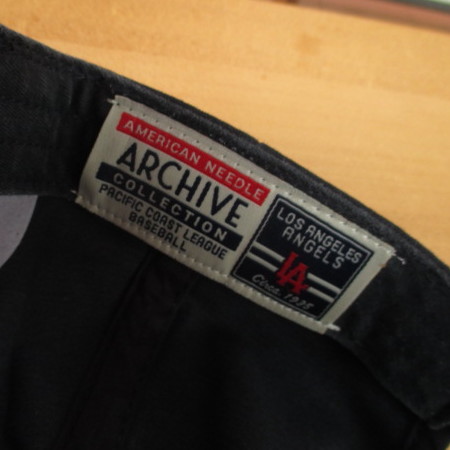 AMERICAN NEEDLE
ARCHIVE
COLLECTION
PACIFIC COAST LEAGUE
BASEBALL
LOS ANGELES
ANGELS
LA